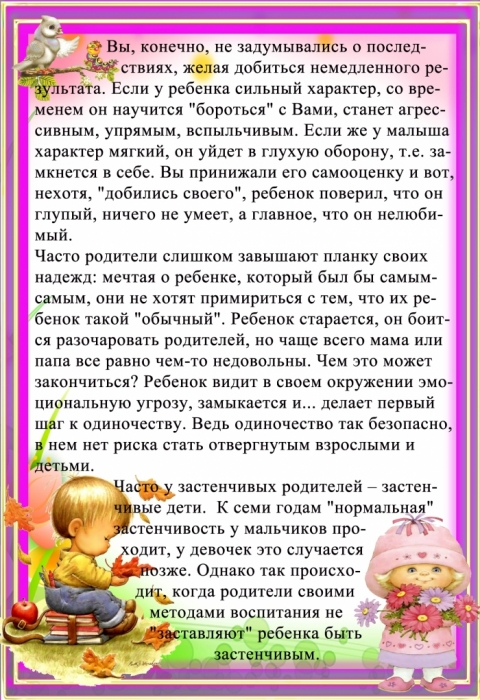 Вы, конечно, не задумывались о послед-
ствиях, желая добиться немедленного ре-
зультата. Если у ребенка сильный характер, со вре-
менем он научится "бороться" с Вами, станет агрес-
сивным, упрямым, вспыльчивым. Если же у малыша
характер мягкий, он уйдет в глухую оборону, т.е. за-
мкнется в себе. Вы принижали его самооценку и вот,
нехотя, "добились своего", ребенок поверил, что он
глупый, ничего не умеет, а главное, что он нелюби-
мый.
Часто родители слишком завышают планку своих
надежд: мечтая о ребенке, который был бы самым-
самым, они не хотят примириться с тем, что их ре-
бенок такой "обычный". Ребенок старается, он боит-
ся разочаровать родителей, но чаще всего мама или
папа все равно чем-то недовольны. Чем это может
закончиться? Ребенок видит в своем окружении эмо-
циональную угрозу, замыкается и... делает первый
шаг к одиночеству. Ведь одиночество так безопасно,
в нем нет риска стать отвергнутым взрослыми и
детьми.
Часто у застенчивых родителей – застен-
чивые дети.  К семи годам "нормальная"
застенчивость у мальчиков про-
ходит, у девочек это случается
позже. Однако так происхо-
дит, когда родители своими
методами воспитания не
"заставляют" ребенка быть
застенчивым.